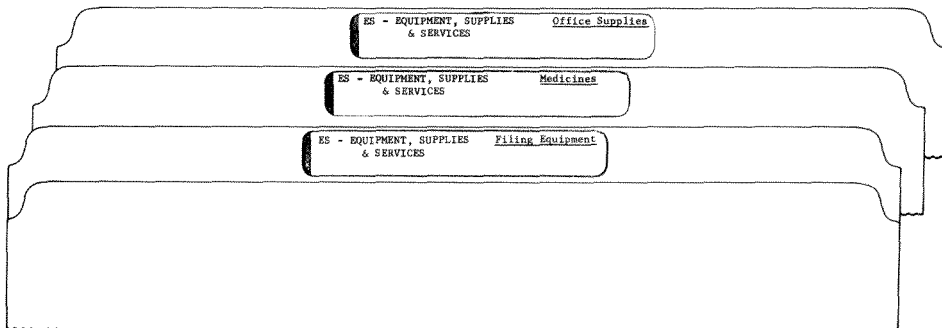 ES - EQUIPMENT, SUPPLIES Office Supplies
& SERVICES
ES - EQUIPMENT, SUPPLIES Medicines
& SERVICES
ES - EQUIPMENT, SUPPLIES Filing Equipment
& SERVICES